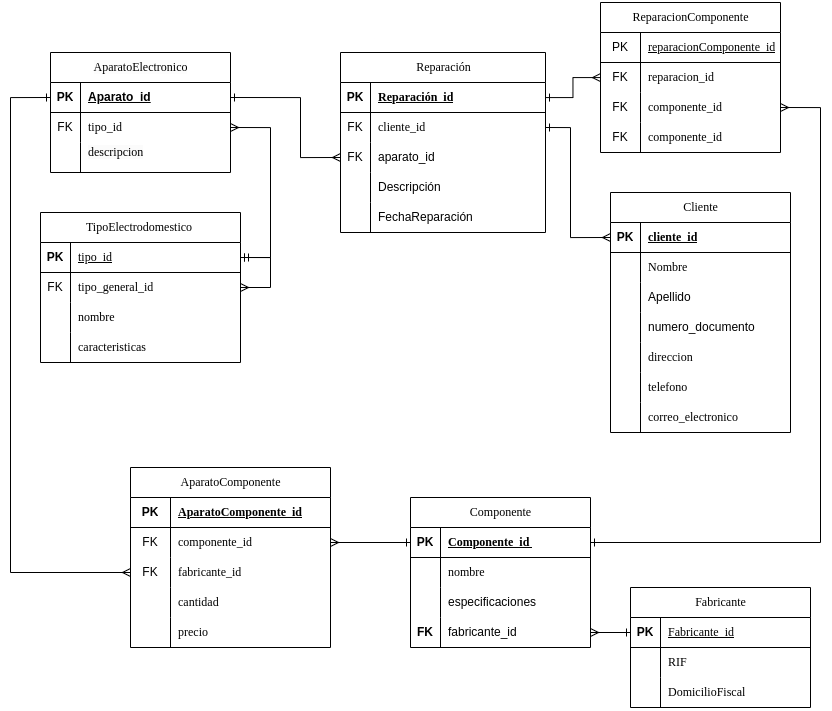 ReparacionComponente
PK reparacionComponente_id
FK reparacion_id
FK componente_id
FK componente_id
AparatoElectronico
PK Aparato_id
FK tipo_id
descripcion
Reparación
PK Reparación_id
FK cliente_id
FK aparato_id
Descripción
FechaReparación
TipoElectrodomestico
PK tipo_id
FK tipo_general_id
nombre
caracteristicas
Cliente
PK cliente_id
Nombre
Apellido
numero_documento
direccion
telefono
correo_electronico
AparatoComponente
PK AparatoComponente_id
FK componente_id
FK fabricante_id
cantidad
precio
Componente
PK Componente_id
nombre
especificaciones
FK fabricante_id
Fabricante
PK Fabricante_id
RIF
DomicilioFiscal